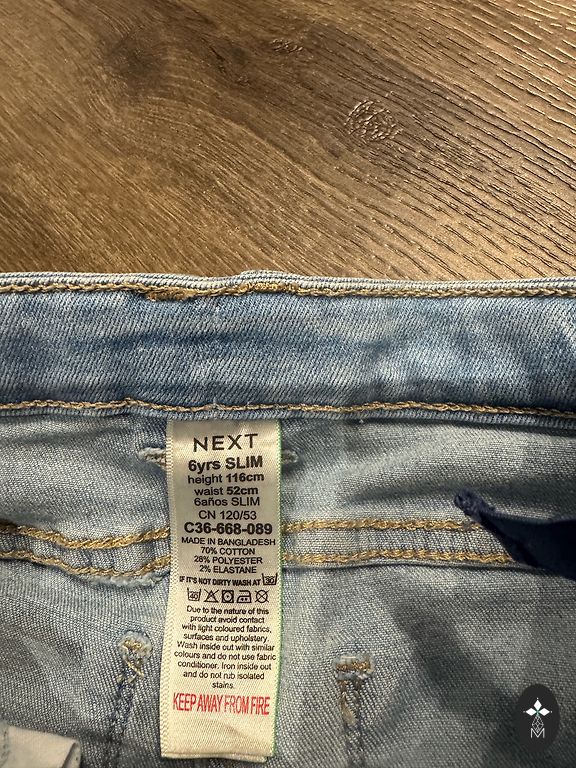 NEXT
6yrs SLIM
height 116cm
waist 52cm
6años SLIM
CN 120/53
C36-668-089
MADE IN BANGLADESH
70% COTTON
28% POLYESTER
2% ELASTANE
IF IT'S NOT DIRTY WASH AT 30
40
Due to the nature of this
product avoid contact
with light coloured fabrics,
surfaces and upholstery.
Wash inside out with similar
colours and do not use fabric
conditioner. Iron inside out
and do not rub isolated
stains.
KEEP AWAY FROM FIRE
M